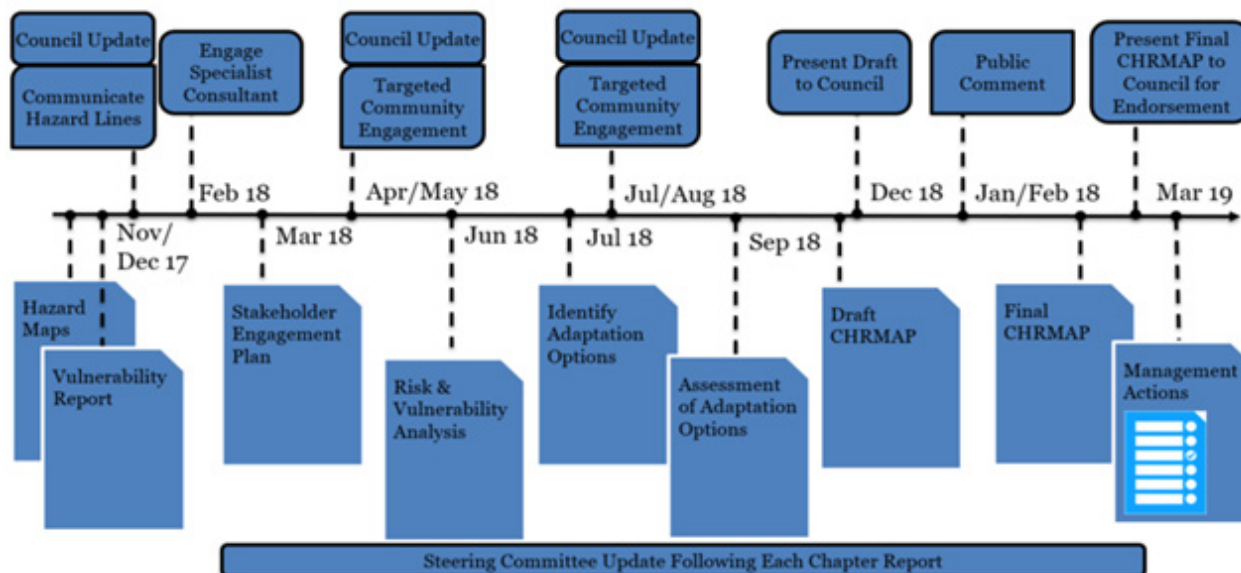 Council Update
Communicate
Hazard Lines
Engage
Specialist
Consultant
Council Update
Targeted
Community
Engagement
Council Update
Targeted
Community
Engagement
Present Draft
to Council
Public
Comment
Present Final
CHRMAP to
Council for
Endorsement
Feb 18
Apr/May 18
Jul/Aug 18
Dec 18
Jan/Feb 18
Mar 19
Nov/
Dec 17
Mar 18
Jun 18
Jul 18
Sep 18
Hazard
Maps
Vulnerability
Report
Stakeholder
Engagement
Plan
Risk &
Vulnerability
Analysis
Identify
Adaptation
Options
Assessment
of Adaptation
Options
Draft
CHRMAP
Final
CHRMAP
Management
Actions
Steering Committee Update Following Each Chapter Report